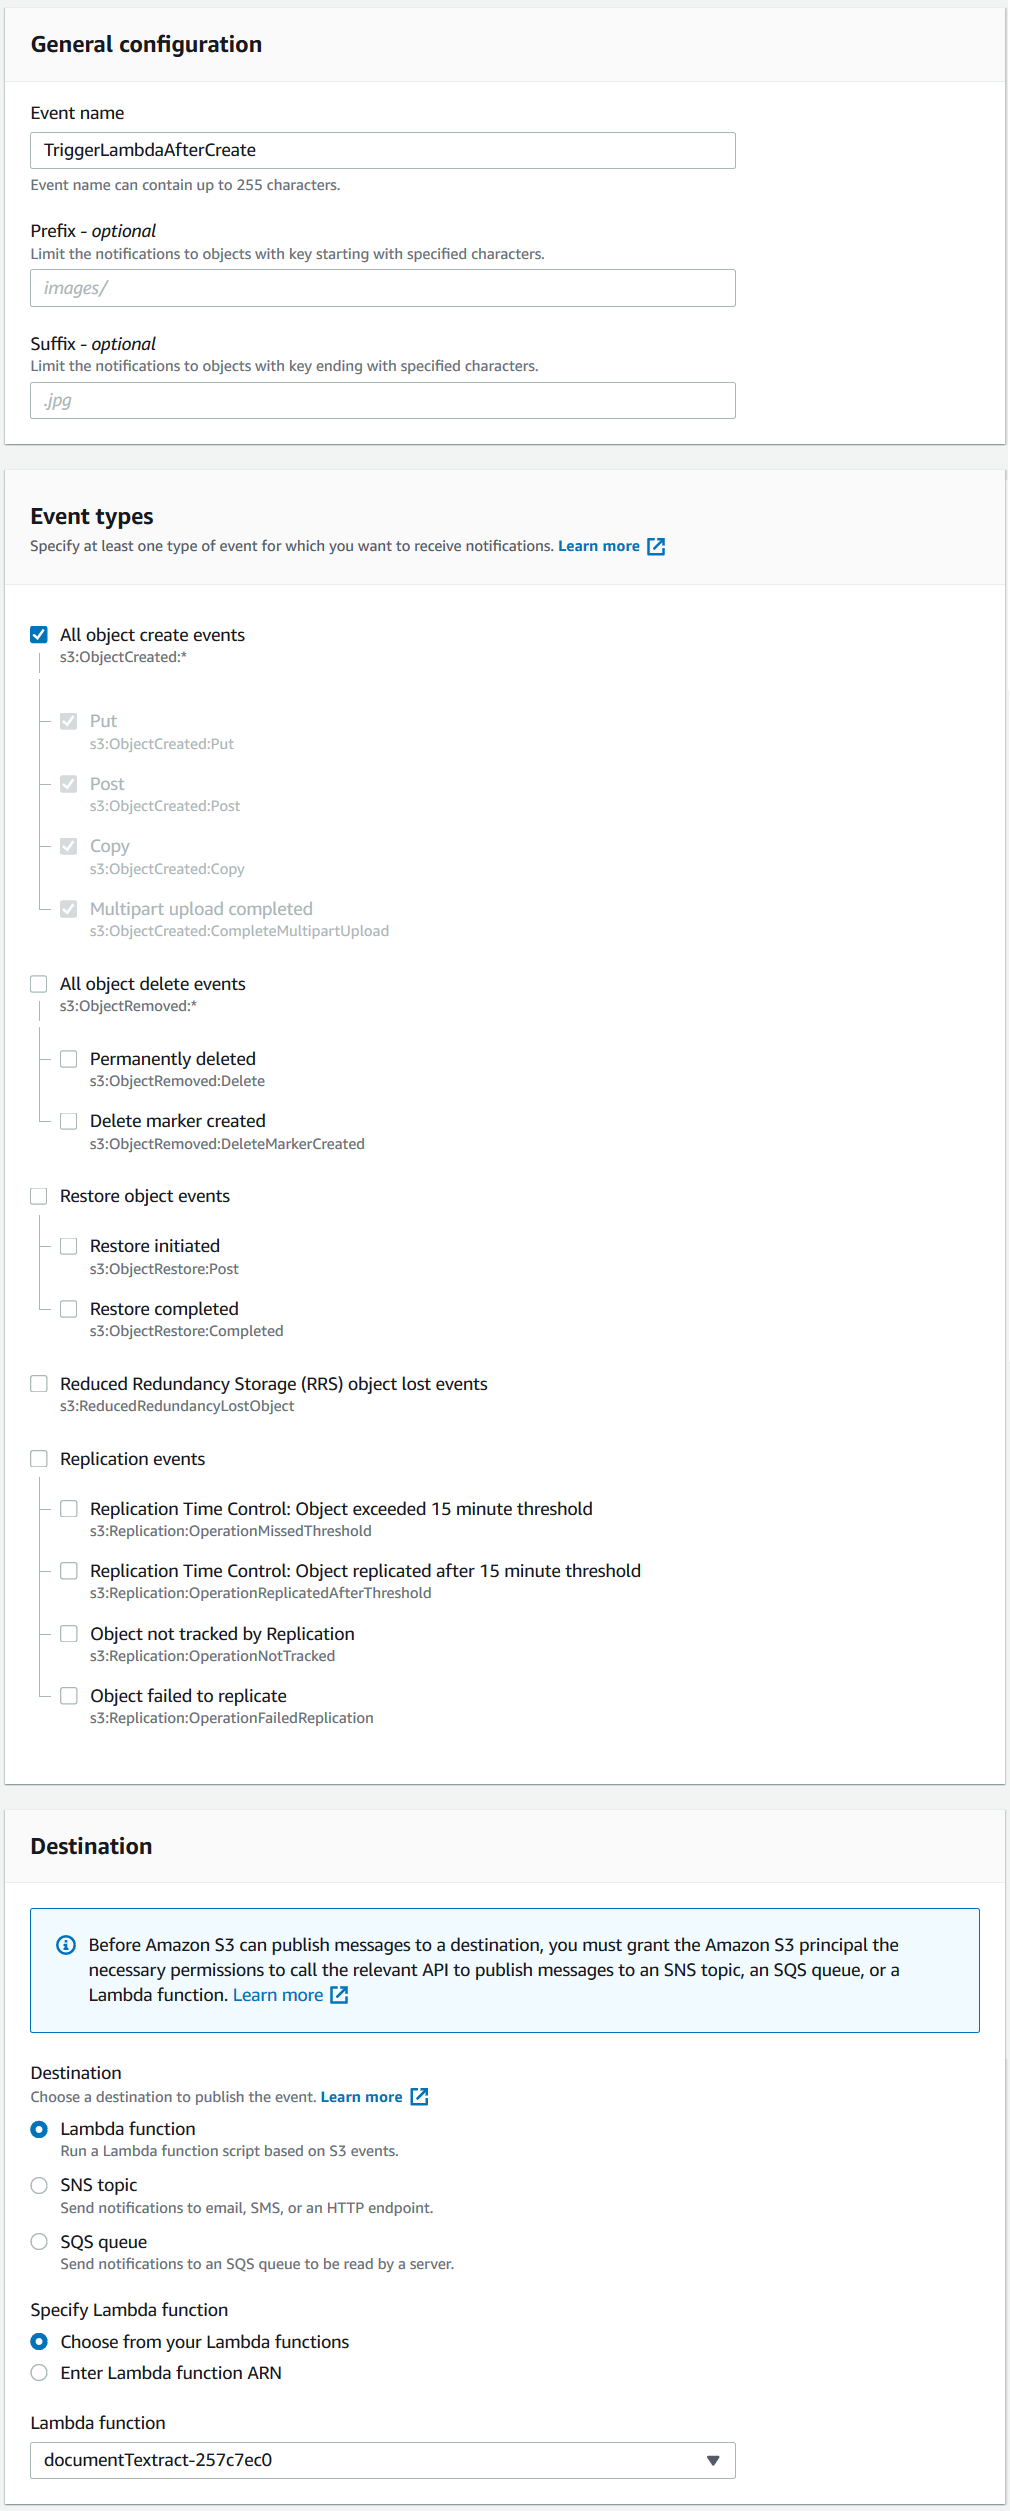 General configuration
Event name
TriggerLambdaAfterCreate
Event name can contain up to 255 characters.
Prefix - optional
Limit the notifications to objects with key starting with specified characters.
images/
Suffix - optional
Limit the notifications to objects with key ending with specified characters.
.jpg
Event types
Specify at least one type of event for which you want to receive notifications. Learn more
All object create events
s3:ObjectCreated:*
Put
s3:ObjectCreated:Put
Post
s3:ObjectCreated:Post
Copy
s3:ObjectCreated:Copy
Multipart upload completed
s3:ObjectCreated:CompleteMultipartUpload
All object delete events
s3:ObjectRemoved:*
Permanently deleted
s3:ObjectRemoved:Delete
Delete marker created
s3:ObjectRemoved:DeleteMarkerCreated
Restore object events
Restore initiated
s3:ObjectRestore:Post
Restore completed
s3:ObjectRestore:Completed
Reduced Redundancy Storage (RRS) object lost events
s3:ReducedRedundancyLostObject
Replication events
Replication Time Control: Object exceeded 15 minute threshold
s3:Replication:OperationMissedThreshold
Replication Time Control: Object replicated after 15 minute threshold
s3:Replication:OperationReplicatedAfterThreshold
Object not tracked by Replication
s3:Replication:OperationNotTracked
Object failed to replicate
s3:Replication:OperationFailedReplication
Destination
Before Amazon S3 can publish messages to a destination, you must grant the Amazon S3 principal the
necessary permissions to call the relevant API to publish messages to an SNS topic, an SQS queue, or a
Lambda function. Learn more
Destination
Choose a destination to publish the event. Learn more
Lambda function
Run a Lambda function script based on S3 events.
SNS topic
Send notifications to email, SMS, or an HTTP endpoint.
SQS queue
Send notifications to an SQS queue to be read by a server.
Specify Lambda function
Choose from your Lambda functions
Enter Lambda function ARN
Lambda function
documentTextract-257c7ec0